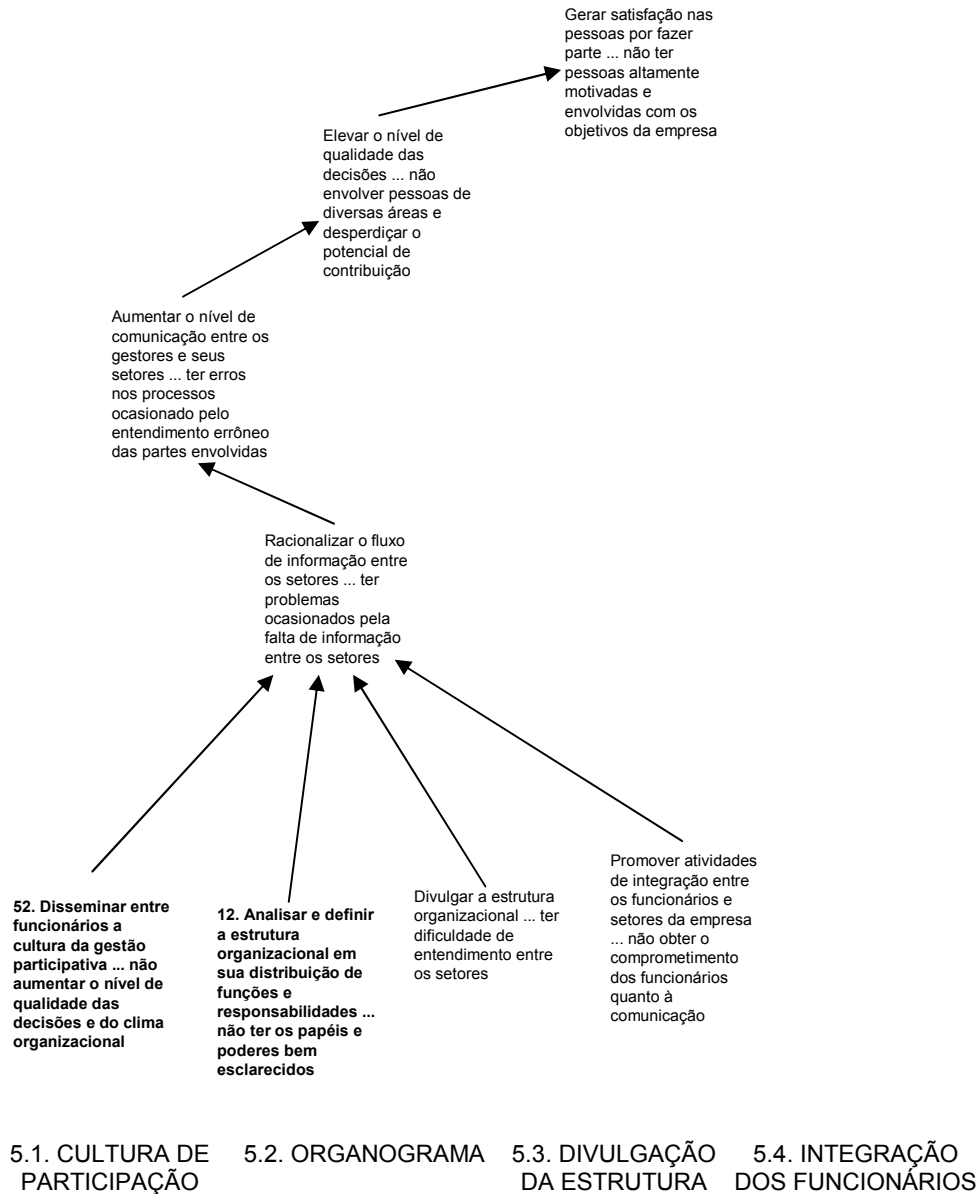 Gerar satisfação nas
pessoas por fazer
parte ... não ter
pessoas altamente
motivadas e
envolvidas com os
objetivos da empresa
Elevar o nível de
qualidade das
decisões ... não
envolver pessoas de
diversas áreas e
desperdiçar o
potencial de
contribuição
Aumentar o nível de
comunicação entre os
gestores e seus
setores ... ter erros
nos processos
ocasionado pelo
entendimento errôneo
das partes envolvidas
Racionalizar o fluxo
de informação entre
os setores ... ter
problemas
ocasionados pela
falta de informação
entre os setores
52. Disseminar entre
funcionários a
cultura da gestão
participativa ... não
aumentar o nível de
qualidade das
decisões e do clima
organizacional
12. Analisar e definir
a estrutura
organizacional em
sua distribuição de
funções e
responsabilidades ...
não ter os papéis e
poderes bem
esclarecidos
Divulgar a estrutura
organizacional ... ter
dificuldade de
entendimento entre
os setores
Promover atividades
de integração entre
os funcionários e
setores da empresa
... não obter o
comprometimento
dos funcionários
quanto à
comunicação
5.1. CULTURA DE
PARTICIPAÇÃO
5.2. ORGANOGRAMA
5.3. DIVULGAÇÃO
DA ESTRUTURA
5.4. INTEGRAÇÃO
DOS FUNCIONÁRIOS